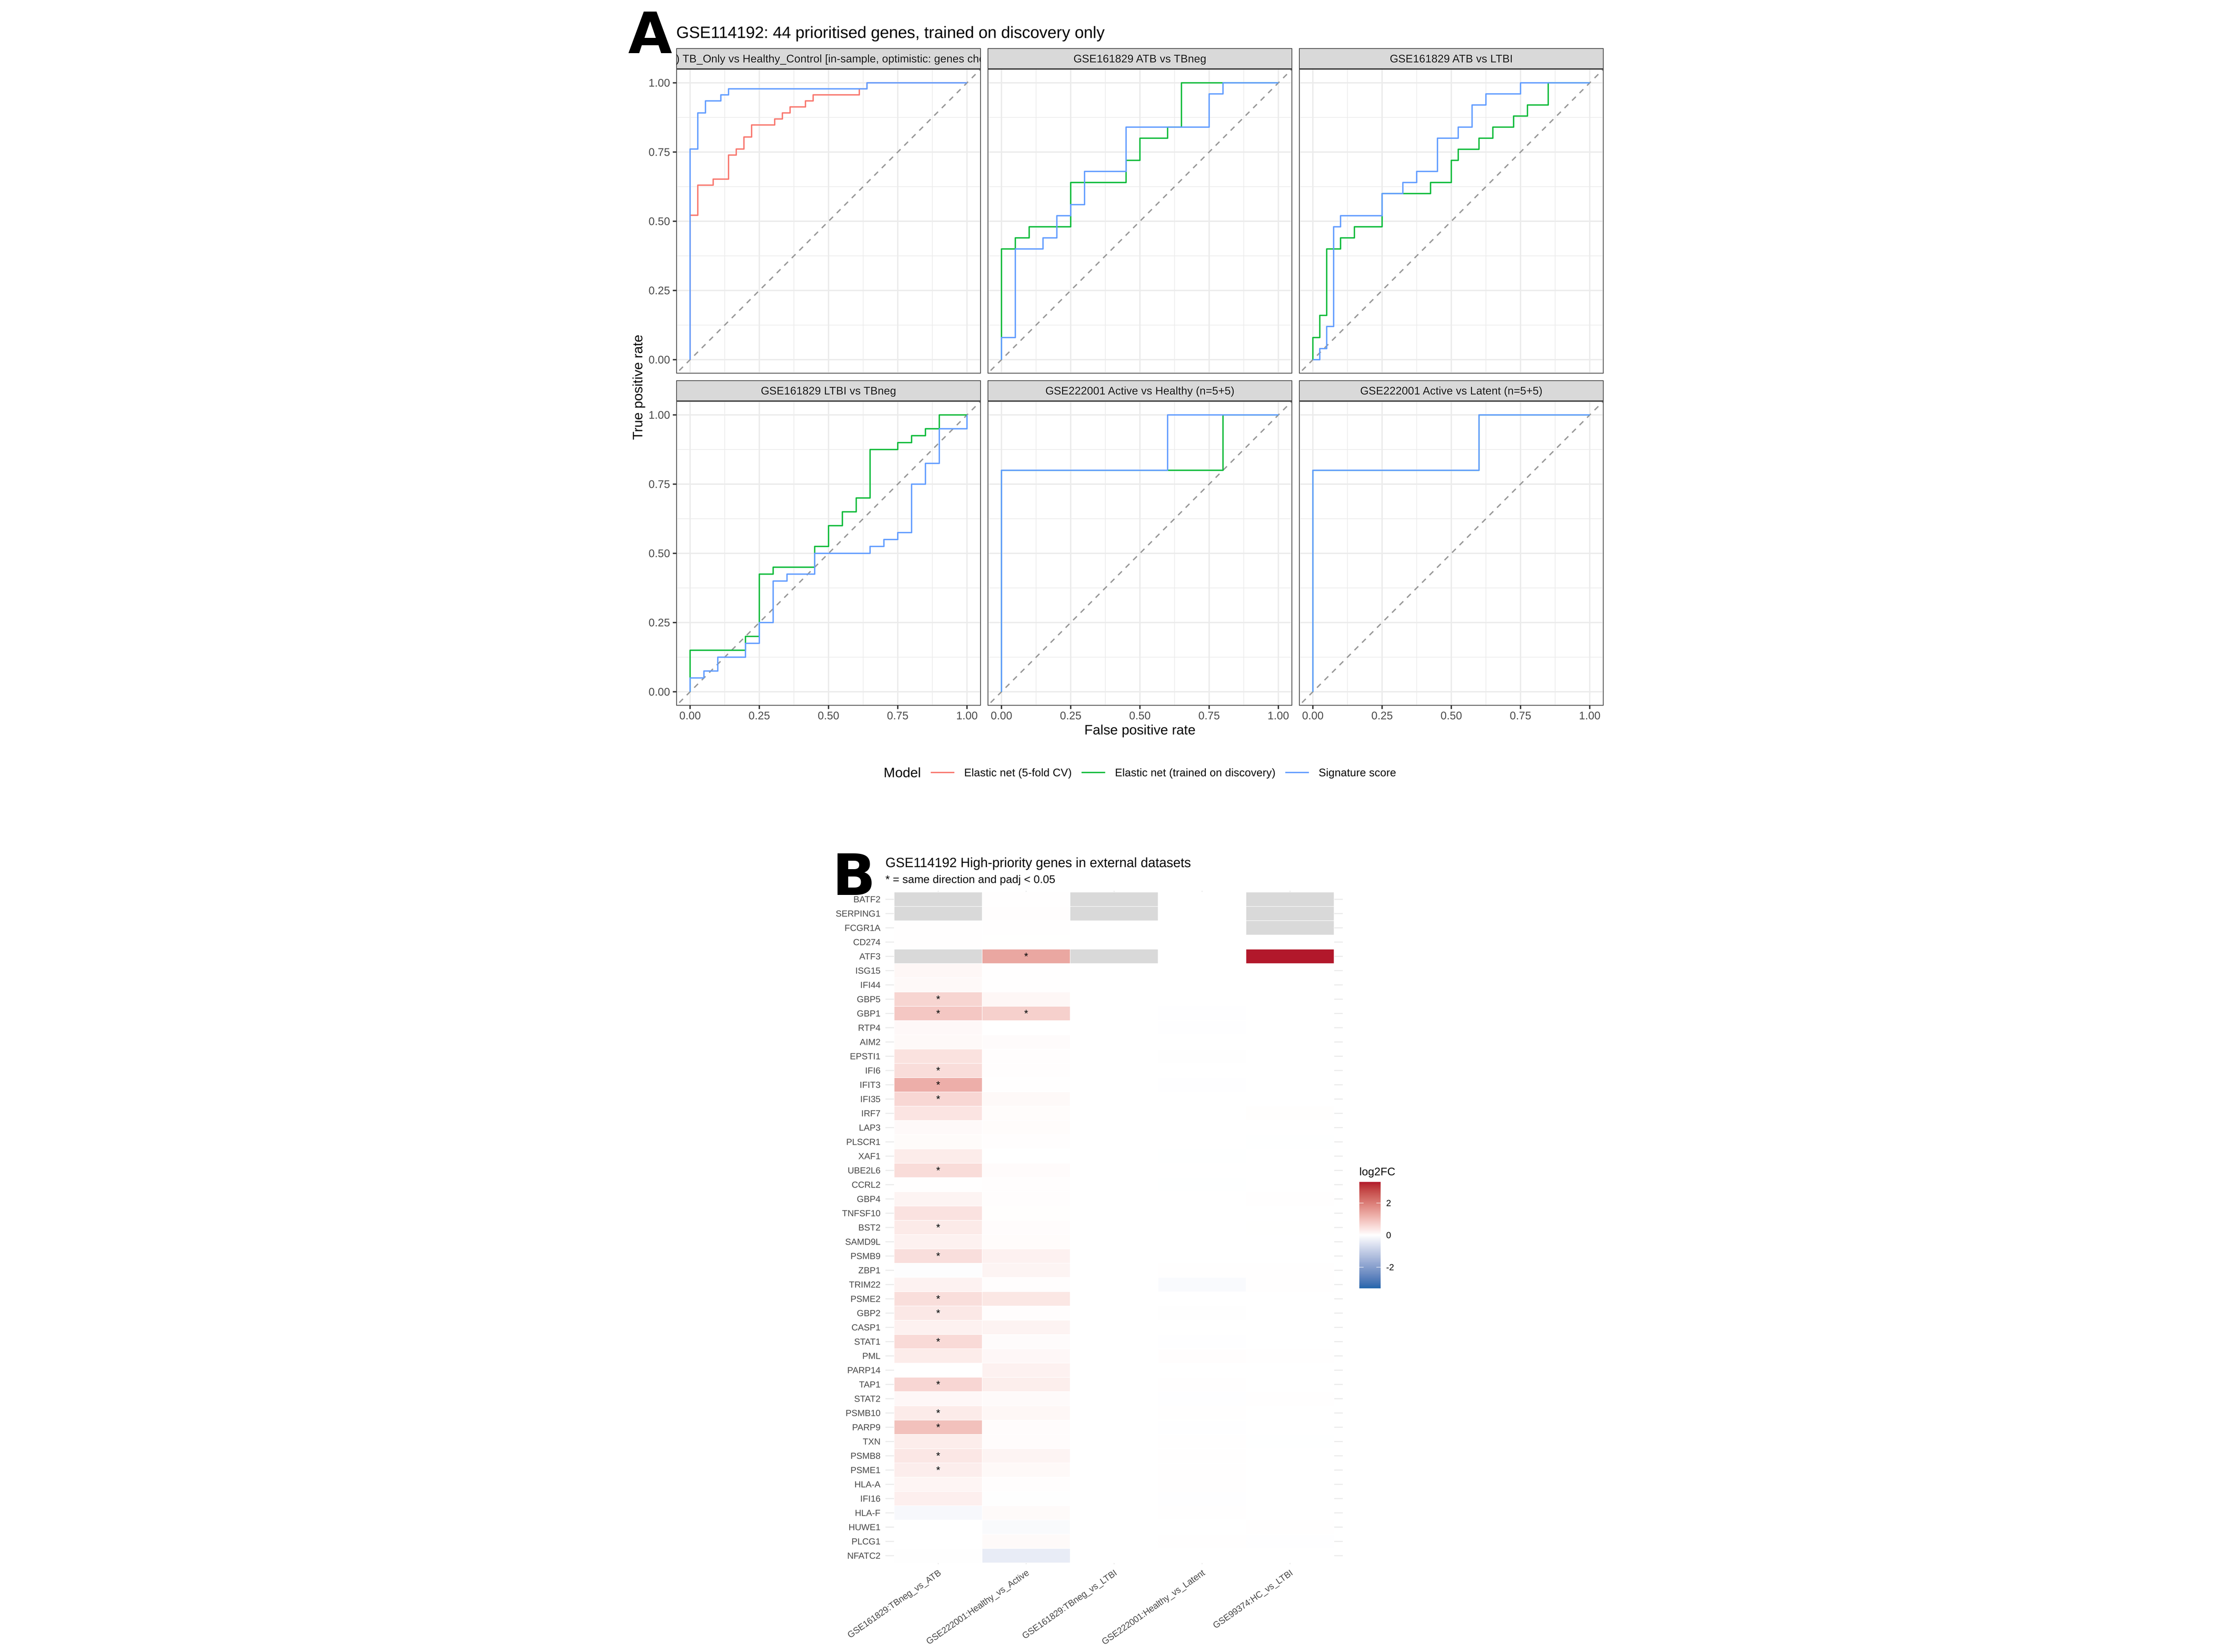 A
GSE114192: 44 prioritised genes, trained on discovery only
) TB_Only vs Healthy_Control [in-sample, optimistic: genes cho
GSE161829 ATB vs TBneg
GSE161829 ATB vs LTBI
1.00
0.75
0.50
0.25
0.00
GSE161829 LTBI vs TBneg
GSE222001 Active vs Healthy (n=5+5)
GSE222001 Active vs Latent (n=5+5)
1.00
0.75
0.50
0.25
0.00
True positive rate
0.00 0.25 0.50 0.75 1.00
0.00 0.25 0.50 0.75 1.00
0.00 0.25 0.50 0.75 1.00
False positive rate
Model Elastic net (5-fold CV) Elastic net (trained on discovery) Signature score
B
GSE114192 High-priority genes in external datasets
* = same direction and padj < 0.05
BATF2
SERPING1
FCGR1A
CD274
ATF3 *
ISG15
IFI44
GBP5 *
GBP1 * *
RTP4
AIM2
EPSTI1
IFI6 *
IFIT3 *
IFI35 *
IRF7
LAP3
PLSCR1
XAF1
UBE2L6 *
CCRL2
GBP4
TNFSF10
BST2 *
SAMD9L
PSMB9 *
ZBP1
TRIM22
PSME2 *
GBP2 *
CASP1
STAT1 *
PML
PARP14
TAP1 *
STAT2
PSMB10 *
PARP9 *
TXN
PSMB8 *
PSME1 *
HLA-A
IFI16
HLA-F
HUWE1
PLCG1
NFATC2
GSE161829:TBneg_vs_ATB
GSE222001:Healthy_vs_Active
GSE161829:TBneg_vs_LTBI
GSE222001:Healthy_vs_Latent
GSE99374:HC_vs_LTBI
log2FC
2
0
-2